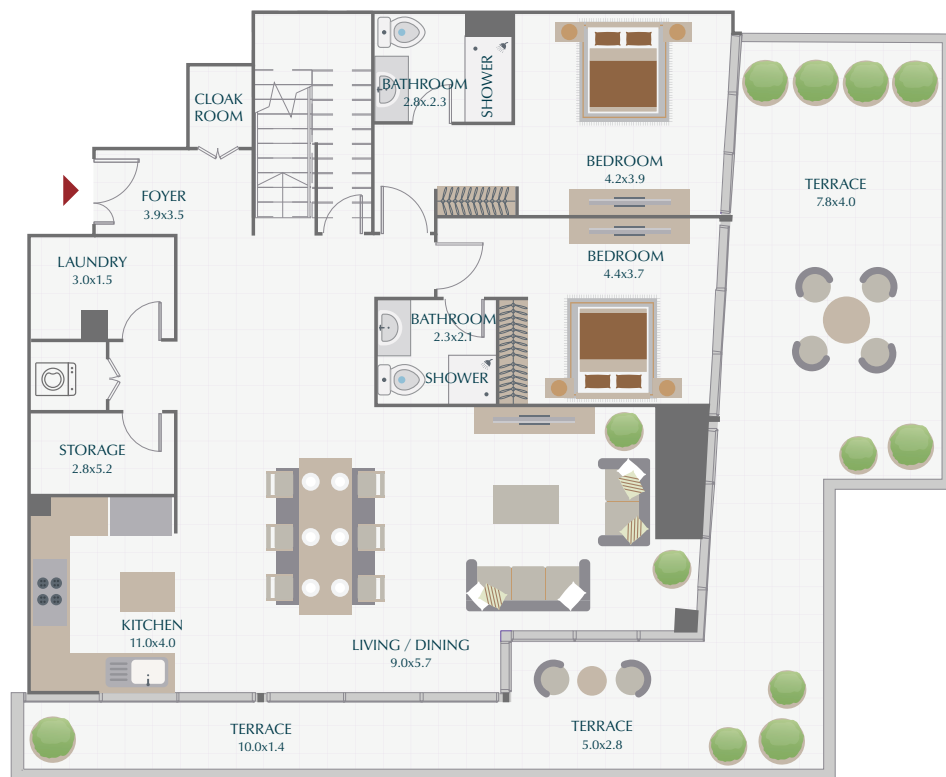 BATHROOM
2.8x.2.3
SHOWER
CLOAK
ROOM
BEDROOM
4.2x3.9
TERRACE
7.8x4.0
FOYER
3.9x3.5
BEDROOM
4.4x3.7
LAUNDRY
3.0x1.5
BATHROOM
2.3x2.1
SHOWER
STORAGE
2.8x5.2
KITCHEN
11.0x4.0
LIVING / DINING
9.0x5.7
TERRACE
10.0x1.4
TERRACE
5.0x2.8